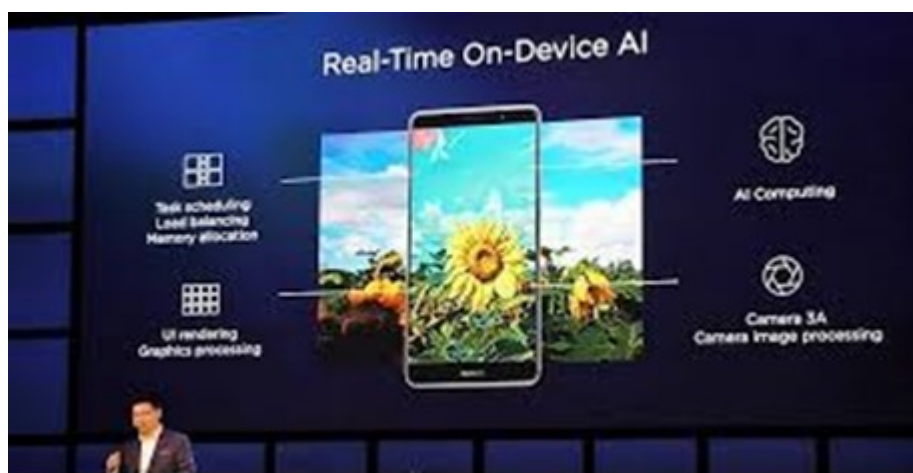 Real-Time On-Device AI
Task scheduling
Load balancing
Memory allocation
AI Computing
UI rendering
Graphics processing
Camera 3A
Camera image processing